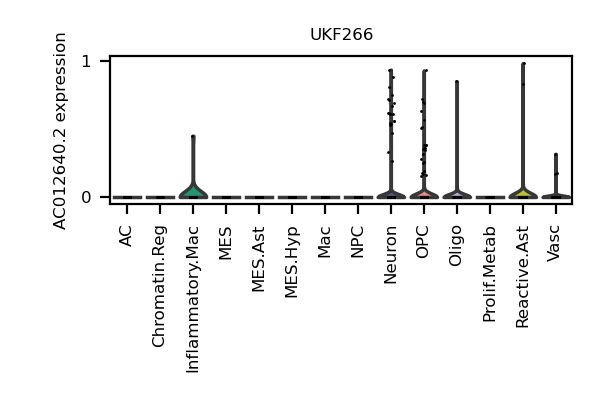 UKF266
AC012640.2 expression
1
0
AC
Chromatin.Reg
Inflammatory.Mac
MES
MES.Ast
MES.Hyp
Mac
NPC
Neuron
OPC
Oligo
Prolif.Metab
Reactive.Ast
Vasc